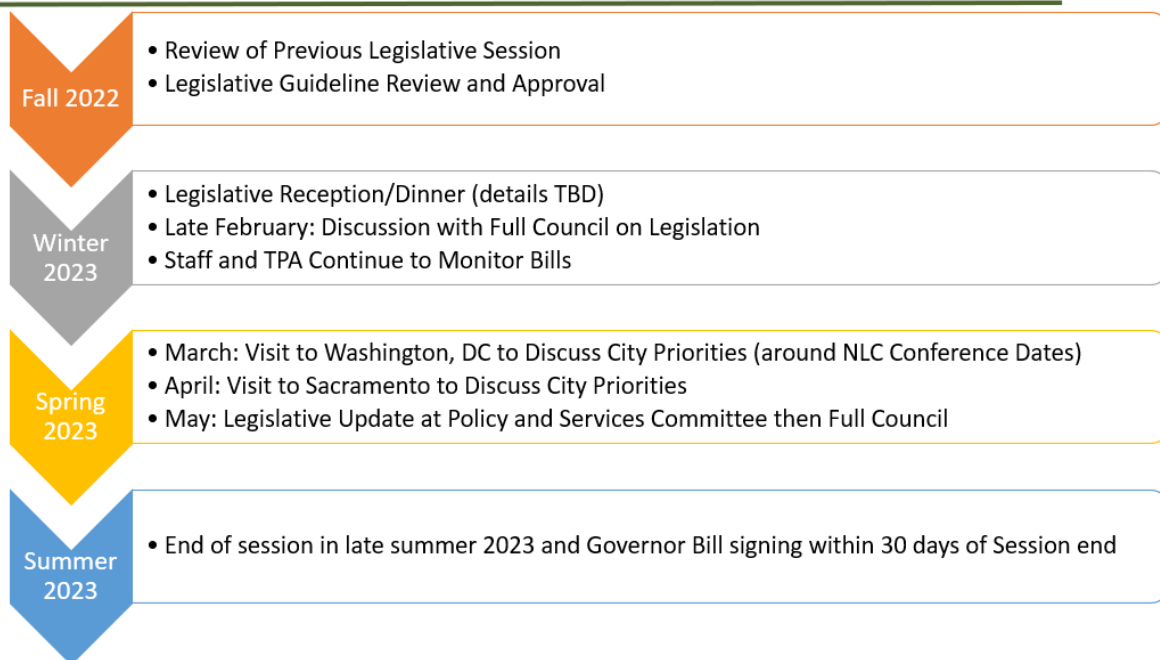 Fall 2022
• Review of Previous Legislative Session
• Legislative Guideline Review and Approval
Winter
2023
• Legislative Reception/Dinner (details TBD)
• Late February: Discussion with Full Council on Legislation
• Staff and TPA Continue to Monitor Bills
Spring
2023
• March: Visit to Washington, DC to Discuss City Priorities (around NLC Conference Dates)
• April: Visit to Sacramento to Discuss City Priorities
• May: Legislative Update at Policy and Services Committee then Full Council
Summer
2023
• End of session in late summer 2023 and Governor Bill signing within 30 days of Session end